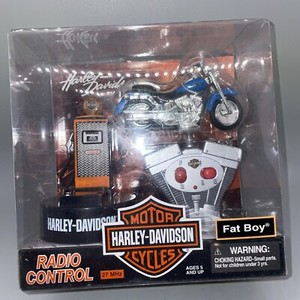 Harley-Davidson
HARLEY-DAVIDSON
MOTOR
HARLEY-DAVIDSON
CYCLES
Fat Boy®
RADIO
CONTROL
27 MHz
AGES 5
AND UP
WARNING:
CHOKING HAZARD-Small parts.
Not for children under 3 yrs.